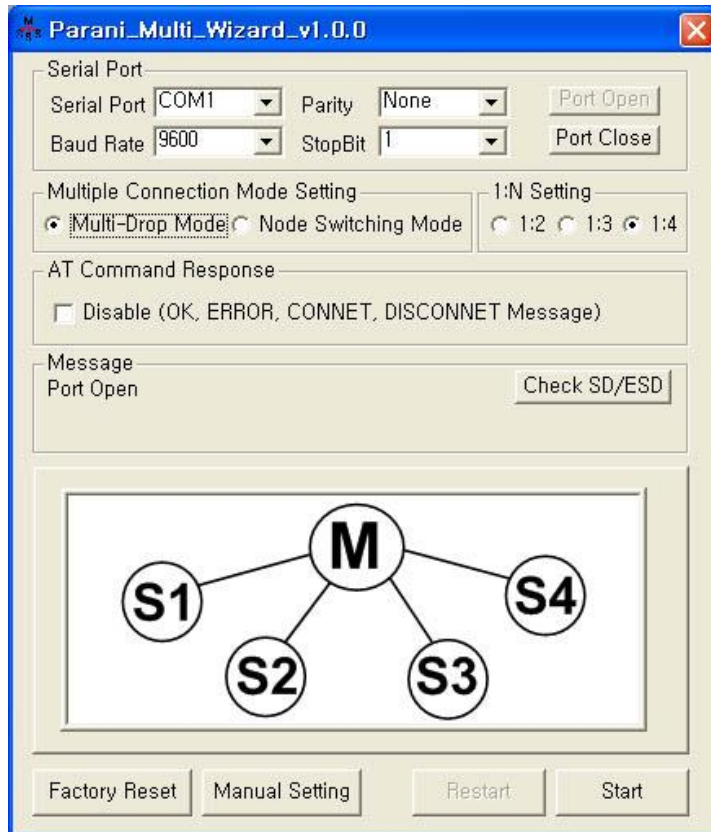 Parani_Multi_Wizard_v1.0.0
Serial Port
Serial Port COM1 Parity None Port Open
Baud Rate 9600 StopBit 1 Port Close
Multiple Connection Mode Setting 1:N Setting
Multi-Drop Mode Node Switching Mode 1:2 1:3 1:4
AT Command Response
Disable (OK, ERROR, CONNET, DISCONNET Message)
Message
Port Open Check SD/ESD
M
S1 S4
S2 S3
Factory Reset Manual Setting Restart Start